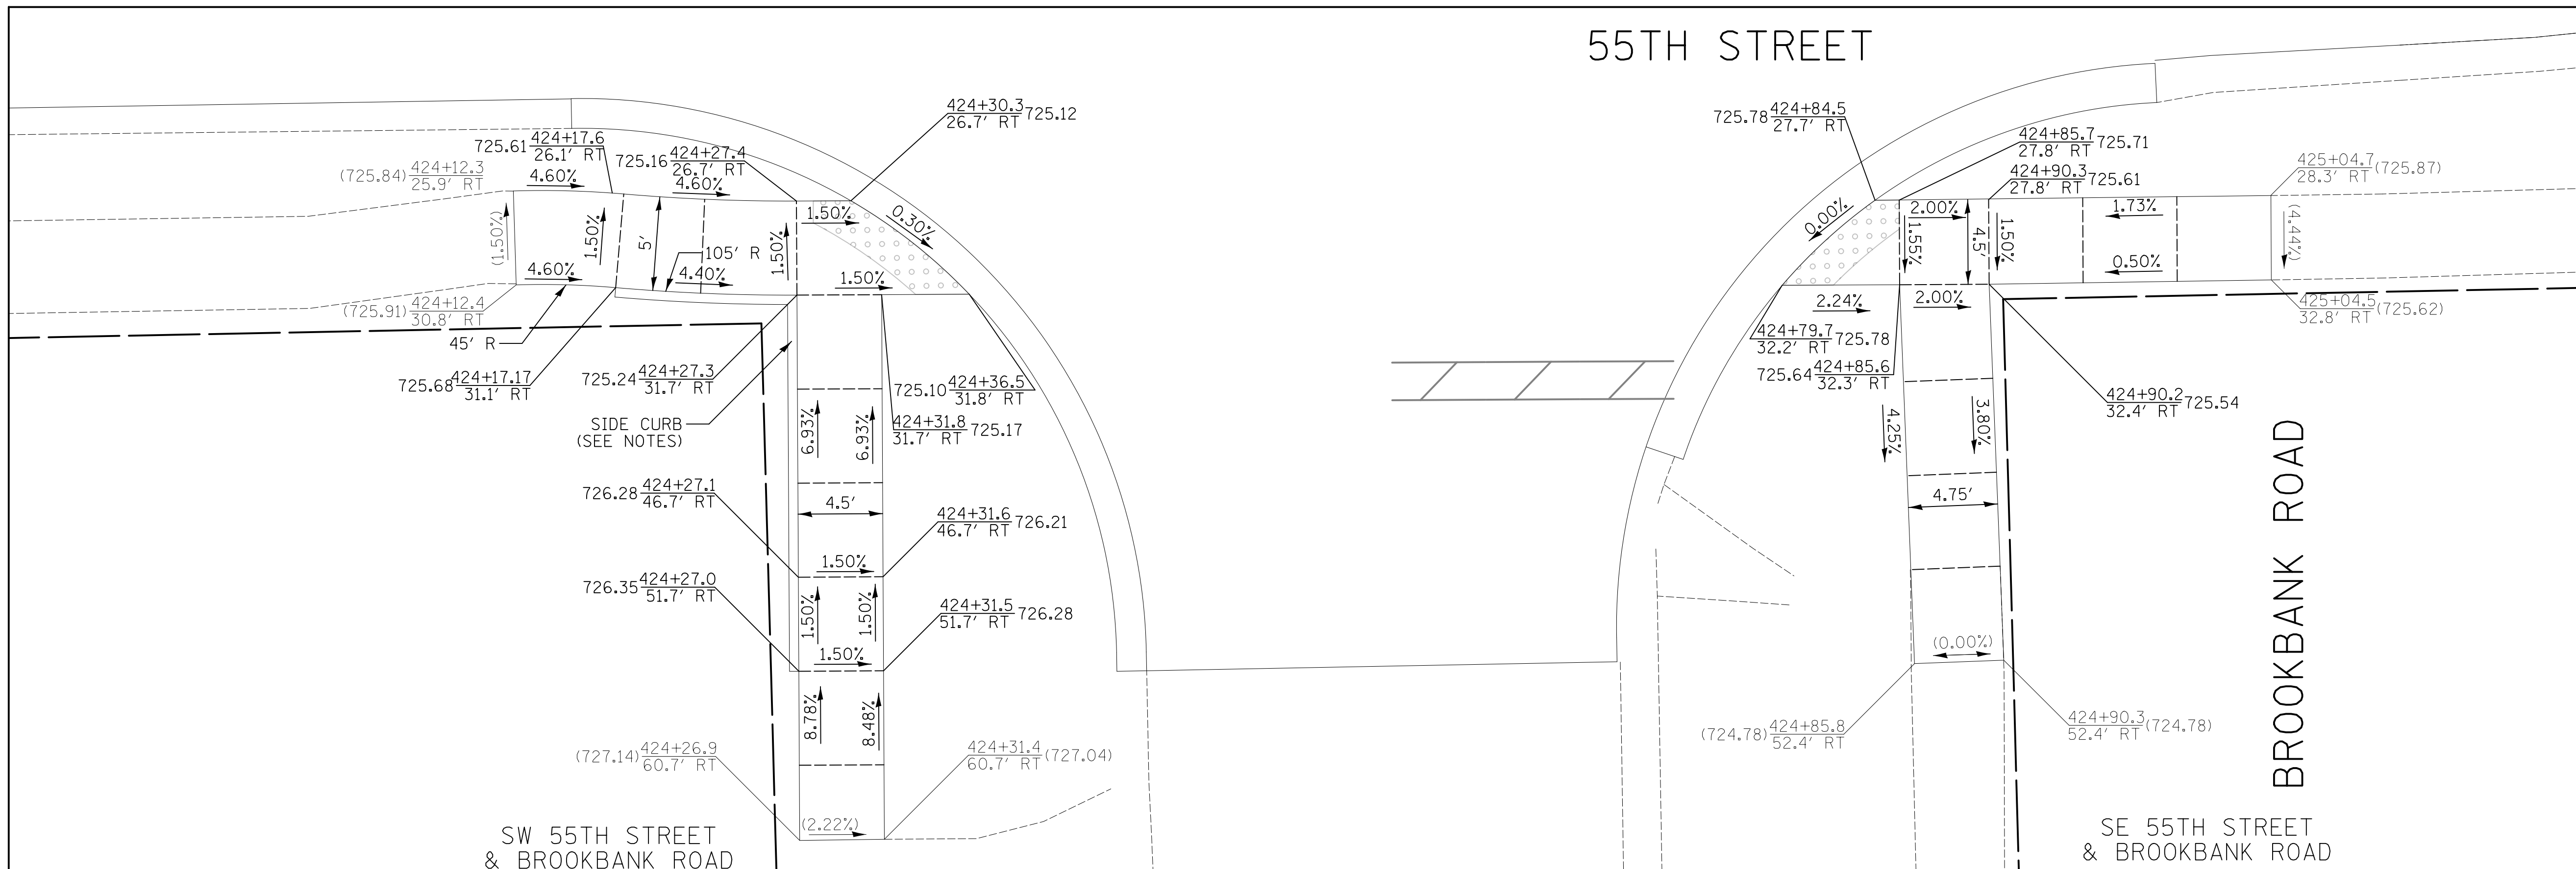 55TH STREET
424+30.3
26.7' RT
725.12
725.61
424+17.6
26.1' RT
725.16
424+27.4
26.7' RT
(725.84)
424+12.3
25.9' RT
4.60%
4.60%
1.50%
0.30%
(1.50%)
1.50%
5'
1.50%
105' R
4.60%
4.40%
1.50%
(725.91)
424+12.4
30.8' RT
45' R
725.68
424+17.17
31.1' RT
725.24
424+27.3
31.7' RT
725.10
424+36.5
31.8' RT
424+31.8
31.7' RT
725.17
SIDE CURB
(SEE NOTES)
6.93%
6.93%
726.28
424+27.1
46.7' RT
4.5'
424+31.6
46.7' RT
726.21
1.50%
726.35
424+27.0
51.7' RT
1.50%
1.50%
424+31.5
51.7' RT
726.28
1.50%
8.78%
8.48%
(727.14)
424+26.9
60.7' RT
424+31.4
60.7' RT
(727.04)
(2.22%)
SW 55TH STREET
& BROOKBANK ROAD
725.78
424+84.5
27.7' RT
424+85.7
27.8' RT
725.71
424+90.3
27.8' RT
725.61
425+04.7
28.3' RT
(725.87)
0.00%
2.00%
1.55%
4.5'
1.50%
1.73%
0.50%
(4.44%)
2.24%
2.00%
424+79.7
32.2' RT
725.78
725.64
424+85.6
32.3' RT
425+04.5
32.8' RT
(725.62)
424+90.2
32.4' RT
725.54
4.25%
3.80%
4.75'
(0.00%)
(724.78)
424+85.8
52.4' RT
424+90.3
52.4' RT
(724.78)
BROOKBANK ROAD
SE 55TH STREET
& BROOKBANK ROAD